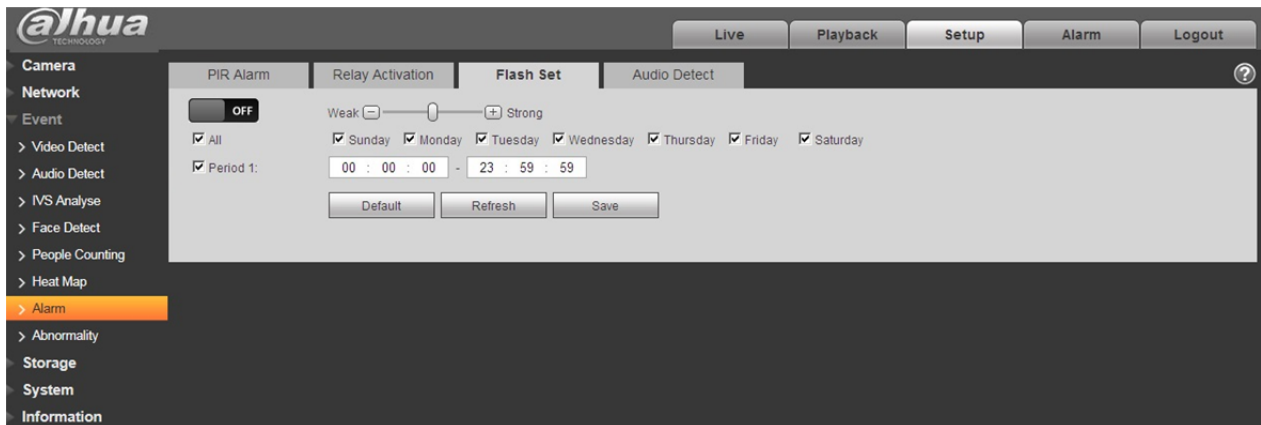 alhua
TECHNOLOGY
Live Playback Setup Alarm Logout
Camera
Network
Event
> Video Detect
> Audio Detect
> IVS Analyse
> Face Detect
> People Counting
> Heat Map
> Alarm
> Abnormality
Storage
System
Information
PIR Alarm Relay Activation Flash Set Audio Detect ?
OFF Weak - + Strong
All Sunday Monday Tuesday Wednesday Thursday Friday Saturday
Period 1: 00 : 00 : 00 - 23 : 59 : 59
Default Refresh Save